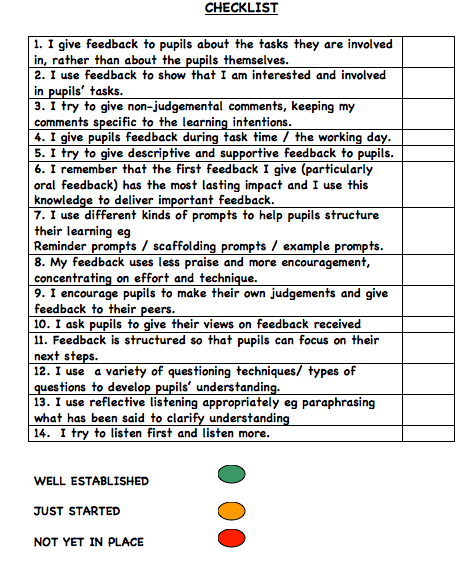 CHECKLIST
1. I give feedback to pupils about the tasks they are involved
in, rather than about the pupils themselves.
2. I use feedback to show that I am interested and involved
in pupils' tasks.
3. I try to give non-judgemental comments, keeping my
comments specific to the learning intentions.
4. I give pupils feedback during task time / the working day.
5. I try to give descriptive and supportive feedback to pupils.
6. I remember that the first feedback I give (particularly
oral feedback) has the most lasting impact and I use this
knowledge to deliver important feedback.
7. I use different kinds of prompts to help pupils structure
their learning eg
Reminder prompts / scaffolding prompts / example prompts.
8. My feedback uses less praise and more encouragement,
concentrating on effort and technique.
9. I encourage pupils to make their own judgements and give
feedback to their peers.
10. I ask pupils to give their views on feedback received
11. Feedback is structured so that pupils can focus on their
next steps.
12. I use a variety of questioning techniques/ types of
questions to develop pupils' understanding.
13. I use reflective listening appropriately eg paraphrasing
what has been said to clarify understanding
14. I try to listen first and listen more.
WELL ESTABLISHED
JUST STARTED
NOT YET IN PLACE